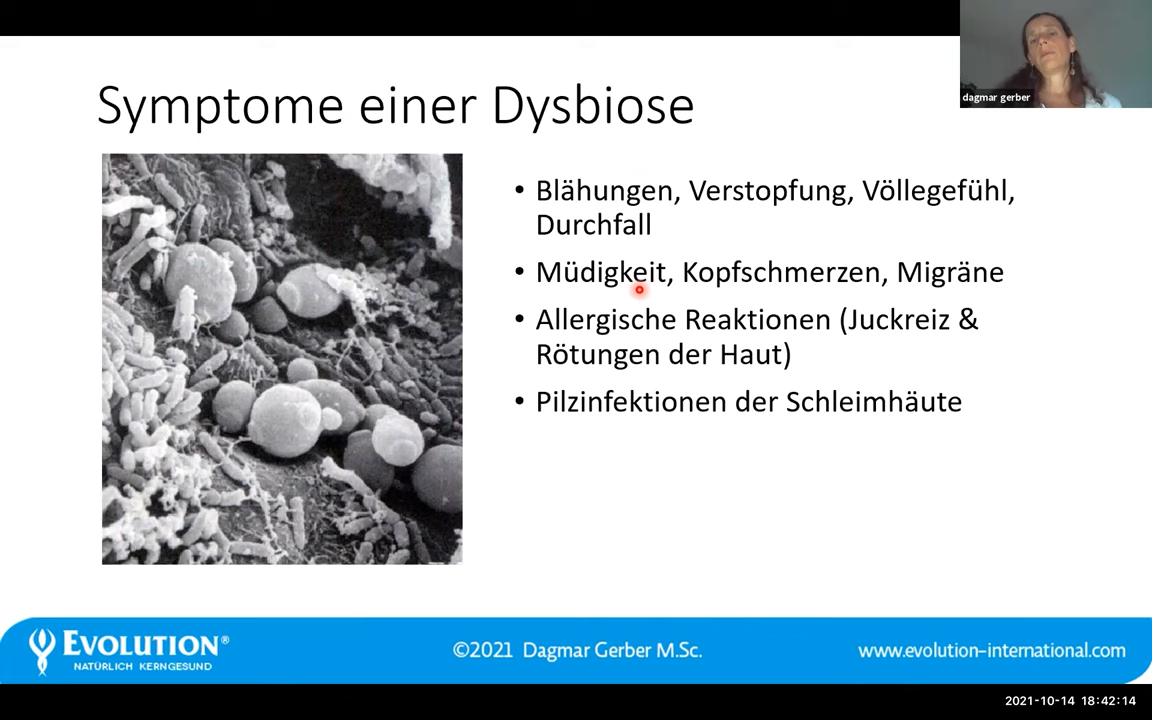 dagmar gerber
Symptome einer Dysbiose
• Blähungen, Verstopfung, Völlegefühl,
Durchfall
• Müdigkeit, Kopfschmerzen, Migräne
• Allergische Reaktionen (Juckreiz &
Rötungen der Haut)
• Pilzinfektionen der Schleimhäute
EVOLUTION®
NATÜRLICH KERNGESUND
©2021 Dagmar Gerber M.Sc.
www.evolution-international.com
2021-10-14 18:42:14